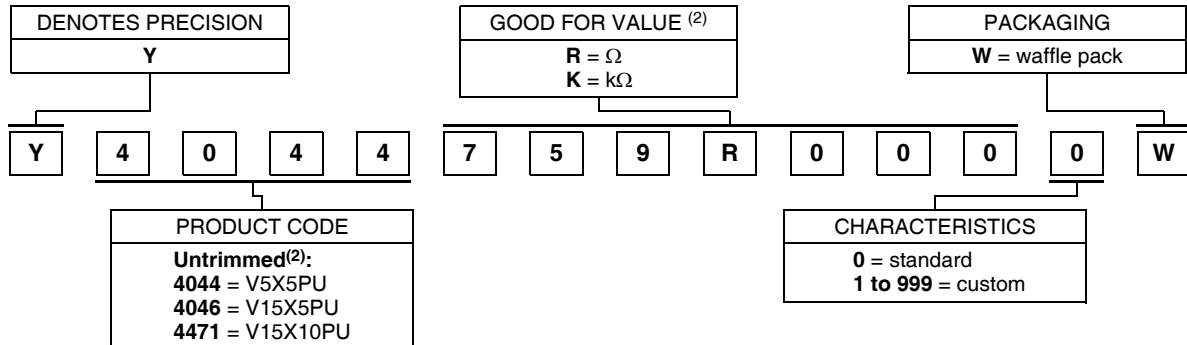 DENOTES PRECISION
Y
GOOD FOR VALUE (2)
R = Ω
K = kΩ
PACKAGING
W = waffle pack
Y 4 0 4 4 7 5 9 R 0 0 0 0 W
PRODUCT CODE
Untrimmed(2):
4044 = V5X5PU
4046 = V15X5PU
4471 = V15X10PU
CHARACTERISTICS
0 = standard
1 to 999 = custom